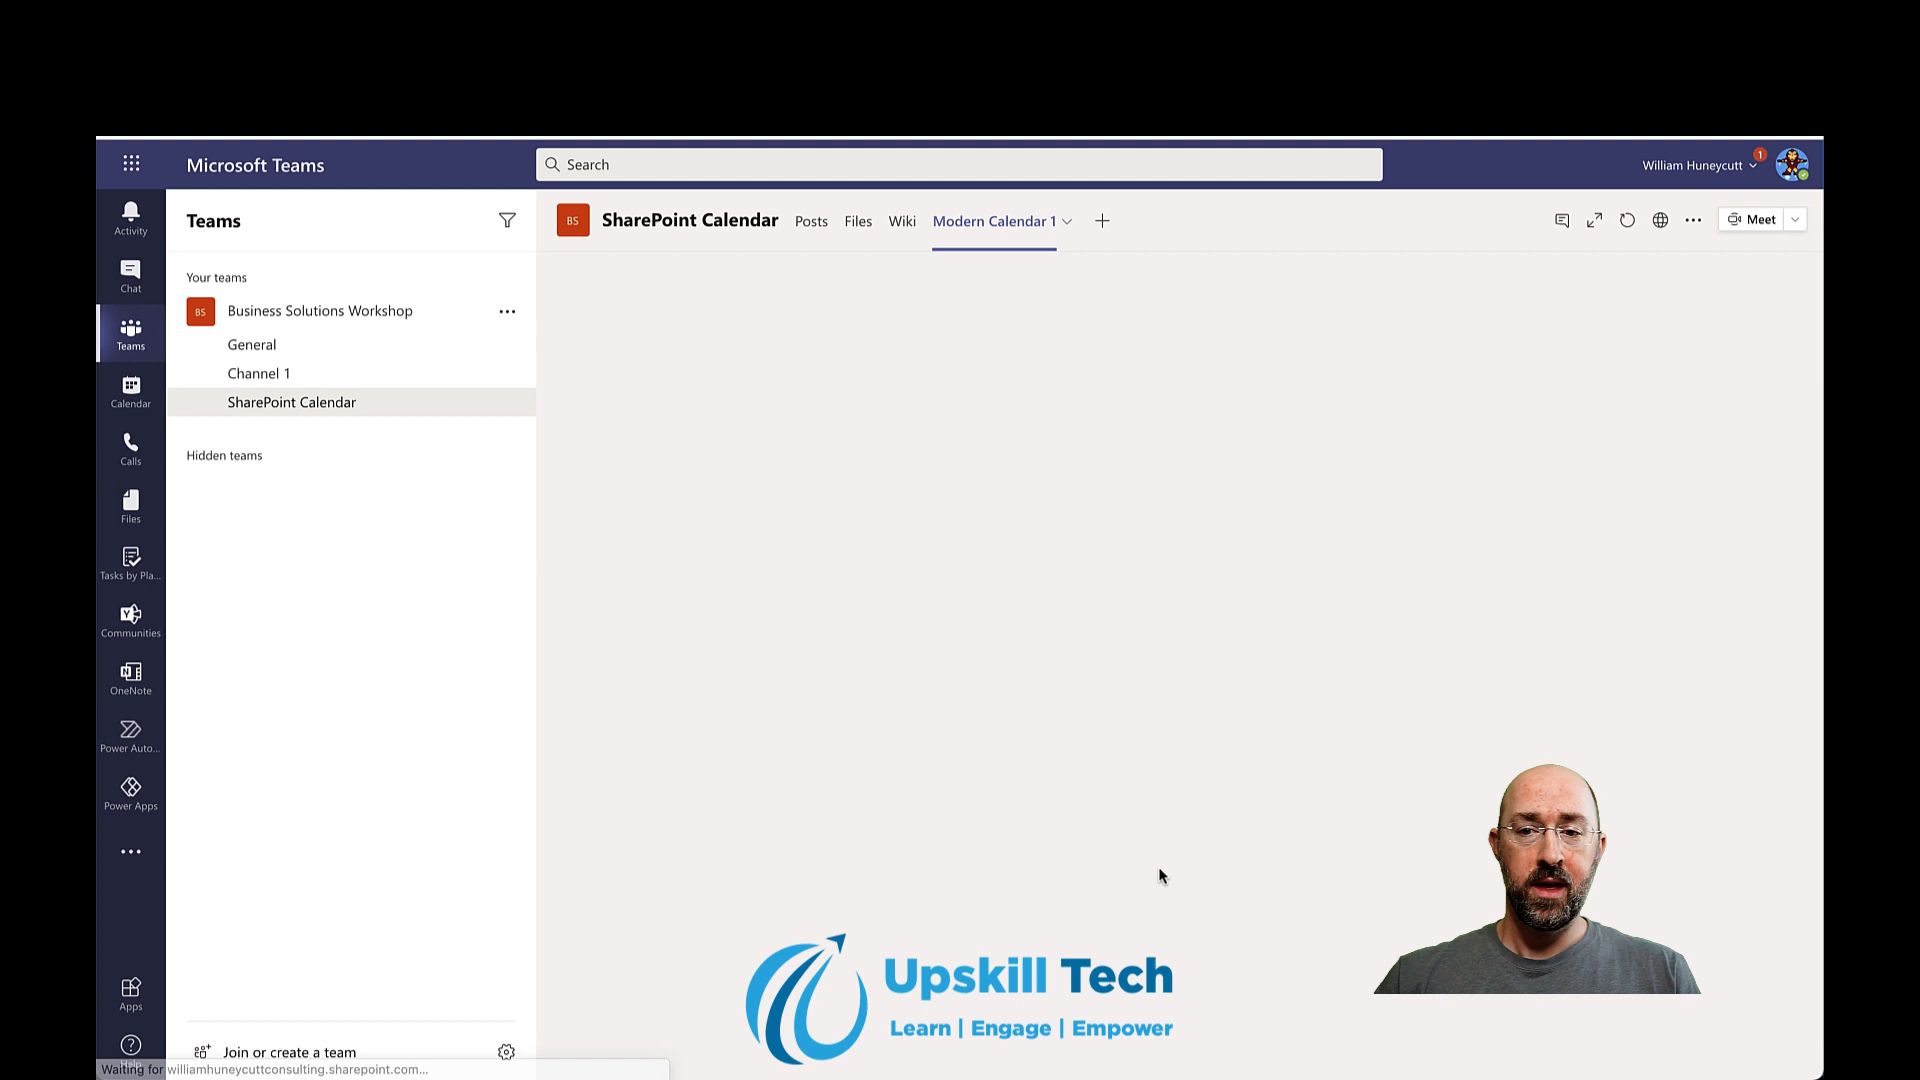 Microsoft Teams
Search
William Huneycutt
1
Activity
Chat
Teams
Calendar
Calls
Files
Tasks by Pla...
Communities
OneNote
Power Auto...
Power Apps
Apps
Help
Teams
Your teams
BS Business Solutions Workshop
General
Channel 1
SharePoint Calendar
Hidden teams
Join or create a team
BS SharePoint Calendar Posts Files Wiki Modern Calendar 1
Meet
Upskill Tech
Learn | Engage | Empower
Waiting for williamhuneycuttconsulting.sharepoint.com...